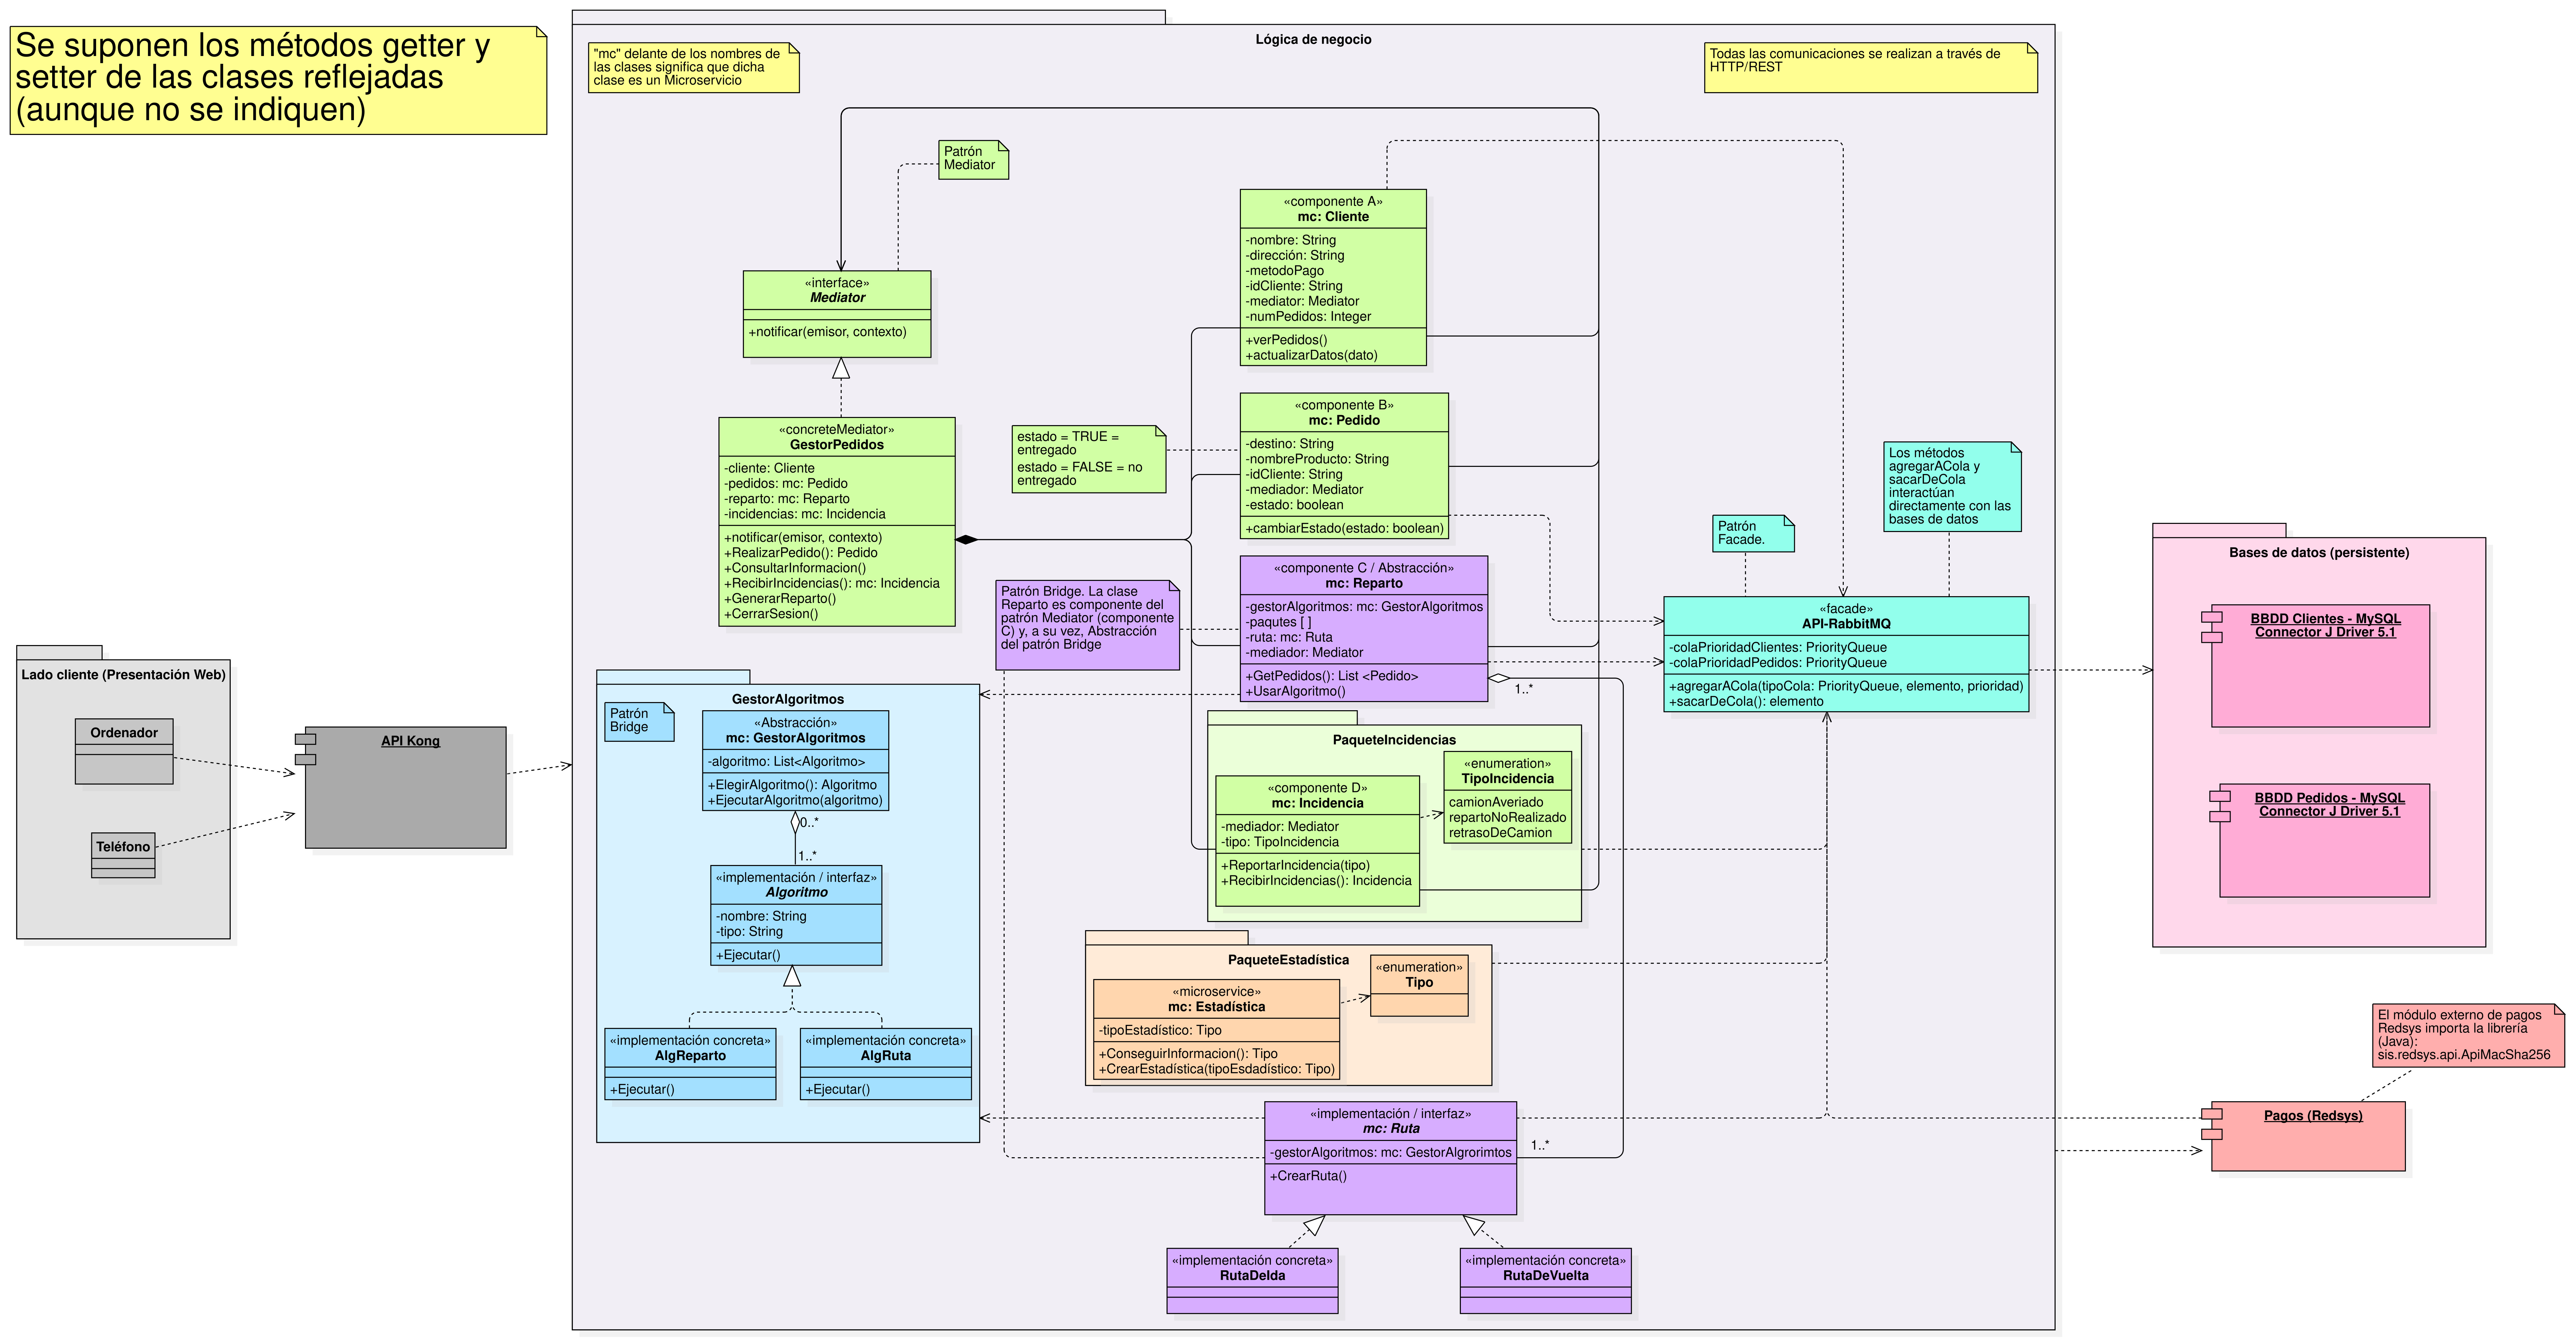 Se suponen los métodos getter y
setter de las clases reflejadas
(aunque no se indiquen)
Lógica de negocio
"mc" delante de los nombres de
las clases significa que dicha
clase es un Microservicio
Todas las comunicaciones se realizan a través de
HTTP/REST
Patrón
Mediator
«interface»
Mediator
+notificar(emisor, contexto)
«concreteMediator»
GestorPedidos
-cliente: Cliente
-pedidos: mc: Pedido
-reparto: mc: Reparto
-incidencias: mc: Incidencia
+notificar(emisor, contexto)
+RealizarPedido(): Pedido
+ConsultarInformacion()
+RecibirIncidencias(): mc: Incidencia
+GenerarReparto()
+CerrarSesion()
«componente A»
mc: Cliente
-nombre: String
-dirección: String
-metodoPago
-idCliente: String
-mediator: Mediator
-numPedidos: Integer
+verPedidos()
+actualizarDatos(dato)
estado = TRUE =
entregado
estado = FALSE = no
entregado
«componente B»
mc: Pedido
-destino: String
-nombreProducto: String
-idCliente: String
-mediador: Mediator
-estado: boolean
+cambiarEstado(estado: boolean)
Patrón Bridge. La clase
Reparto es componente del
patrón Mediator (componente
C) y, a su vez, Abstracción
del patrón Bridge
«componente C / Abstracción»
mc: Reparto
-gestorAlgoritmos: mc: GestorAlgoritmos
-paqutes [ ]
-ruta: mc: Ruta
-mediador: Mediator
+GetPedidos(): List <Pedido>
+UsarAlgoritmo()
1..*
Patrón
Facade.
Los métodos
agregarACola y
sacarDeCola
interactúan
directamente con las
bases de datos
«facade»
API-RabbitMQ
-colaPrioridadClientes: PriorityQueue
-colaPrioridadPedidos: PriorityQueue
+agregarACola(tipoCola: PriorityQueue, elemento, prioridad)
+sacarDeCola(): elemento
Bases de datos (persistente)
BBDD Clientes - MySQL
Connector J Driver 5.1
BBDD Pedidos - MySQL
Connector J Driver 5.1
Lado cliente (Presentación Web)
Ordenador
Teléfono
API Kong
GestorAlgoritmos
Patrón
Bridge
«Abstracción»
mc: GestorAlgoritmos
-algoritmo: List<Algoritmo>
+ElegirAlgoritmo(): Algoritmo
+EjecutarAlgoritmo(algoritmo)
0..*
1..*
«implementación / interfaz»
Algoritmo
-nombre: String
-tipo: String
+Ejecutar()
«implementación concreta»
AlgReparto
+Ejecutar()
«implementación concreta»
AlgRuta
+Ejecutar()
PaqueteIncidencias
«componente D»
mc: Incidencia
-mediador: Mediator
-tipo: TipoIncidencia
+ReportarIncidencia(tipo)
+RecibirIncidencias(): Incidencia
«enumeration»
TipoIncidencia
camionAveriado
repartoNoRealizado
retrasoDeCamion
PaqueteEstadística
«microservice»
mc: Estadística
-tipoEstadístico: Tipo
+ConseguirInformacion(): Tipo
+CrearEstadística(tipoEsdadístico: Tipo)
«enumeration»
Tipo
«implementación / interfaz»
mc: Ruta
-gestorAlgoritmos: mc: GestorAlgrorimtos
+CrearRuta()
1..*
«implementación concreta»
RutaDeIda
«implementación concreta»
RutaDeVuelta
El módulo externo de pagos
Redsys importa la librería
(Java):
sis.redsys.api.ApiMacSha256
Pagos (Redsys)